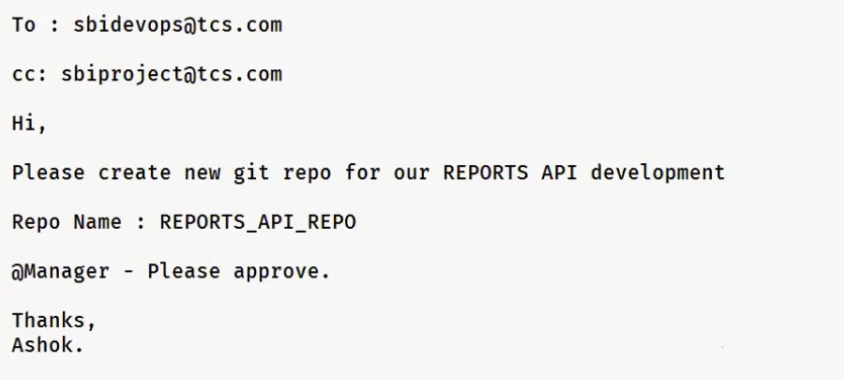 To : sbidevops@tcs.com
cc: sbiproject@tcs.com
Hi,
Please create new git repo for our REPORTS API development
Repo Name : REPORTS_API_REPO
@Manager - Please approve.
Thanks,
Ashok.